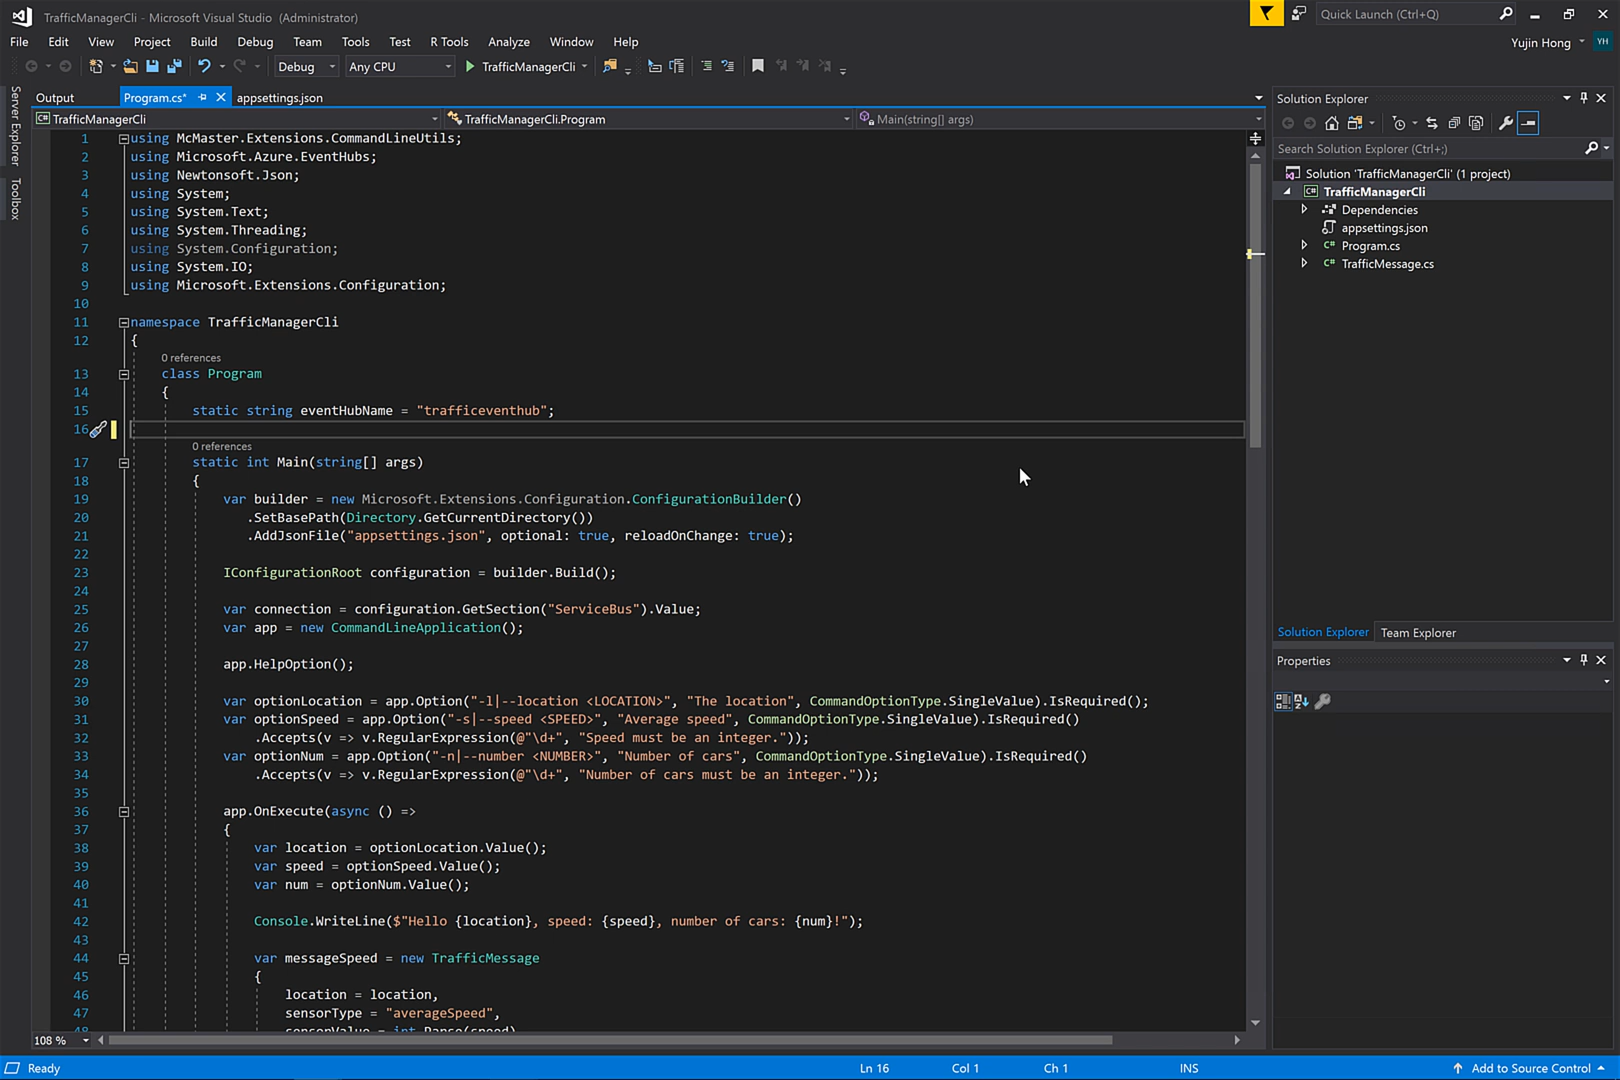 TrafficManagerCli - Microsoft Visual Studio (Administrator)
Quick Launch (Ctrl+Q)
File Edit View Project Build Debug Team Tools Test R Tools Analyze Window Help
Yujin Hong YH
Debug Any CPU TrafficManagerCli
Server Explorer
Toolbox
Output Program.cs* appsettings.json
TrafficManagerCli TrafficManagerCli.Program Main(string[] args)
1 using McMaster.Extensions.CommandLineUtils;
2 using Microsoft.Azure.EventHubs;
3 using Newtonsoft.Json;
4 using System;
5 using System.Text;
6 using System.Threading;
7 using System.Configuration;
8 using System.IO;
9 using Microsoft.Extensions.Configuration;
10
11 namespace TrafficManagerCli
12 {
0 references
13 class Program
14 {
15 static string eventHubName = "trafficeventhub";
16
0 references
17 static int Main(string[] args)
18 {
19 var builder = new Microsoft.Extensions.Configuration.ConfigurationBuilder()
20 .SetBasePath(Directory.GetCurrentDirectory())
21 .AddJsonFile("appsettings.json", optional: true, reloadOnChange: true);
22
23 IConfigurationRoot configuration = builder.Build();
24
25 var connection = configuration.GetSection("ServiceBus").Value;
26 var app = new CommandLineApplication();
27
28 app.HelpOption();
29
30 var optionLocation = app.Option("-l|--location <LOCATION>", "The location", CommandOptionType.SingleValue).IsRequired();
31 var optionSpeed = app.Option("-s|--speed <SPEED>", "Average speed", CommandOptionType.SingleValue).IsRequired()
32 .Accepts(v => v.RegularExpression(@"\d+", "Speed must be an integer."));
33 var optionNum = app.Option("-n|--number <NUMBER>", "Number of cars", CommandOptionType.SingleValue).IsRequired()
34 .Accepts(v => v.RegularExpression(@"\d+", "Number of cars must be an integer."));
35
36 app.OnExecute(async () =>
37 {
38 var location = optionLocation.Value();
39 var speed = optionSpeed.Value();
40 var num = optionNum.Value();
41
42 Console.WriteLine($"Hello {location}, speed: {speed}, number of cars: {num}!");
43
44 var messageSpeed = new TrafficMessage
45 {
46 location = location,
47 sensorType = "averageSpeed",
48 sensorValue = int.Parse(speed)
108 %
Solution Explorer
Search Solution Explorer (Ctrl+;)
Solution 'TrafficManagerCli' (1 project)
C# TrafficManagerCli
Dependencies
appsettings.json
C# Program.cs
C# TrafficMessage.cs
Solution Explorer Team Explorer
Properties
Ready Ln 16 Col 1 Ch 1 INS Add to Source Control